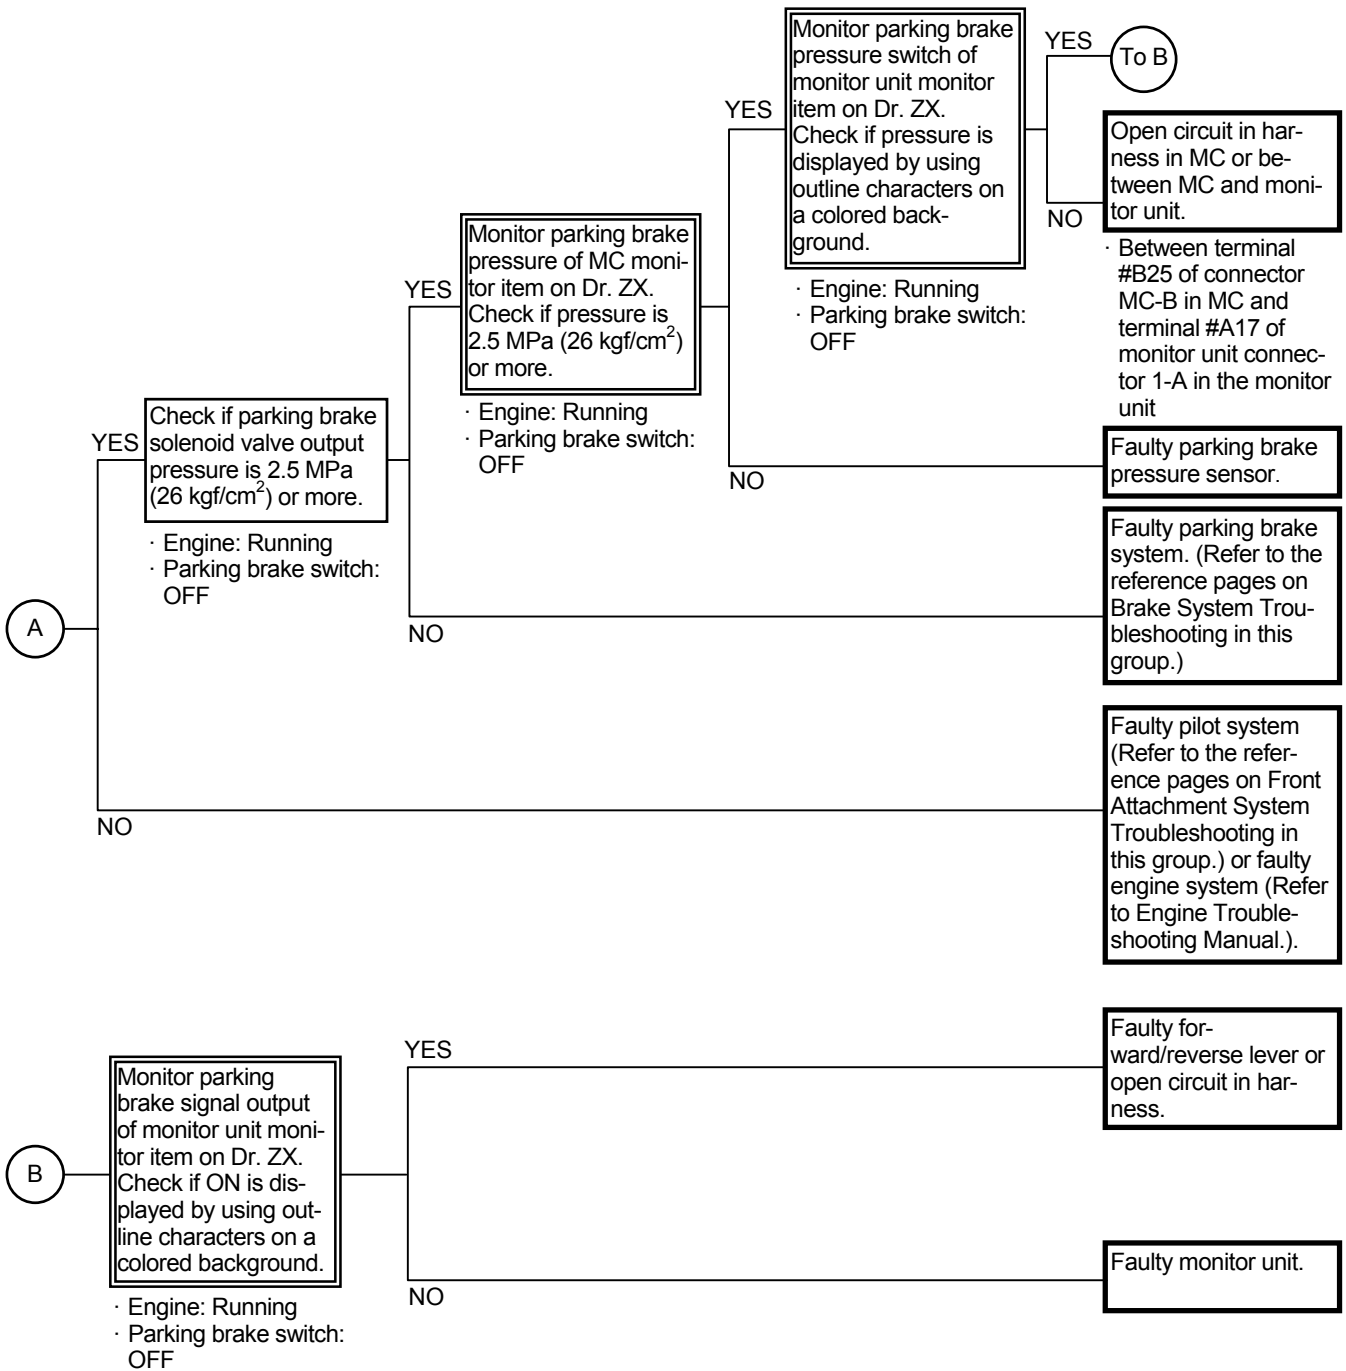 Monitor parking brake
pressure switch of
monitor unit monitor
item on Dr. ZX.
Check if pressure is
displayed by using
outline characters on
a colored back-
ground.
· Engine: Running
· Parking brake switch:
OFF
YES
To B
NO
Open circuit in har-
ness in MC or be-
tween MC and moni-
tor unit.
· Between terminal
#B25 of connector
MC-B in MC and
terminal #A17 of
monitor unit connec-
tor 1-A in the monitor
unit
YES
Monitor parking brake
pressure of MC moni-
tor item on Dr. ZX.
Check if pressure is
2.5 MPa (26 kgf/cm²)
or more.
· Engine: Running
· Parking brake switch:
OFF
NO
Faulty parking brake
pressure sensor.
YES
Check if parking brake
solenoid valve output
pressure is 2.5 MPa
(26 kgf/cm²) or more.
· Engine: Running
· Parking brake switch:
OFF
NO
Faulty parking brake
system. (Refer to the
reference pages on
Brake System Trou-
bleshooting in this
group.)
YES
A
NO
Faulty pilot system
(Refer to the refer-
ence pages on Front
Attachment System
Troubleshooting in
this group.) or faulty
engine system (Refer
to Engine Trouble-
shooting Manual.).
B
Monitor parking
brake signal output
of monitor unit moni-
tor item on Dr. ZX.
Check if ON is dis-
played by using out-
line characters on a
colored background.
· Engine: Running
· Parking brake switch:
OFF
YES
Faulty for-
ward/reverse lever or
open circuit in har-
ness.
NO
Faulty monitor unit.